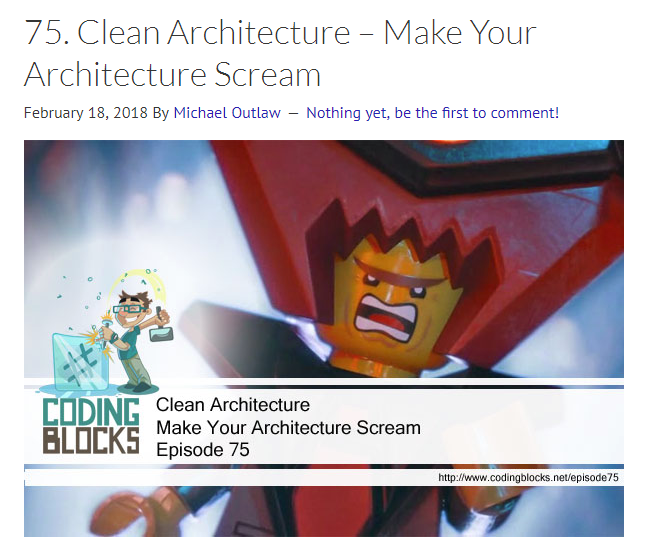 75. Clean Architecture – Make Your
Architecture Scream
February 18, 2018 By Michael Outlaw — Nothing yet, be the first to comment!
CODING
BLOCKS
Clean Architecture
Make Your Architecture Scream
Episode 75
http://www.codingblocks.net/episode75